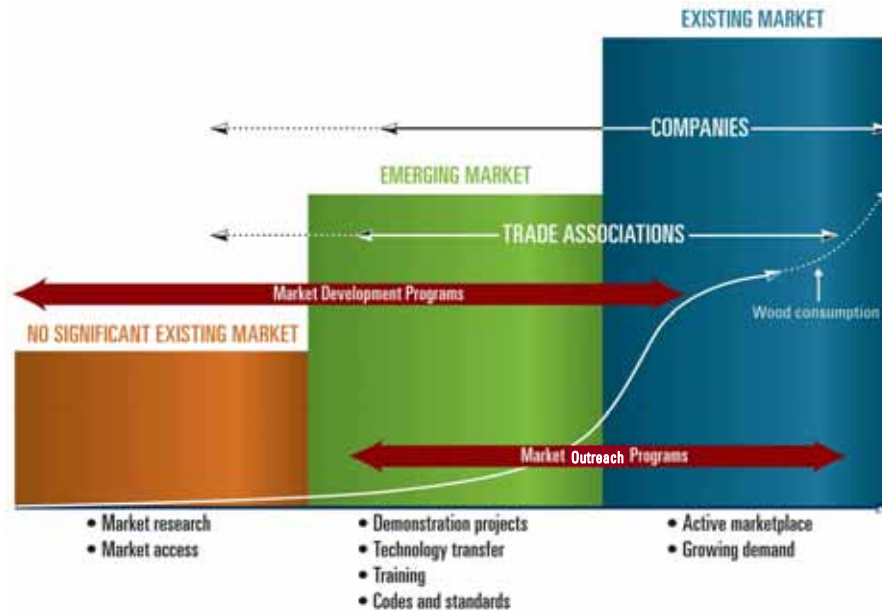 EXISTING MARKET
COMPANIES
EMERGING MARKET
TRADE ASSOCIATIONS
Market Development Programs
Wood consumption
NO SIGNIFICANT EXISTING MARKET
Market Outreach Programs
• Market research
• Market access
• Demonstration projects
• Technology transfer
• Training
• Codes and standards
• Active marketplace
• Growing demand